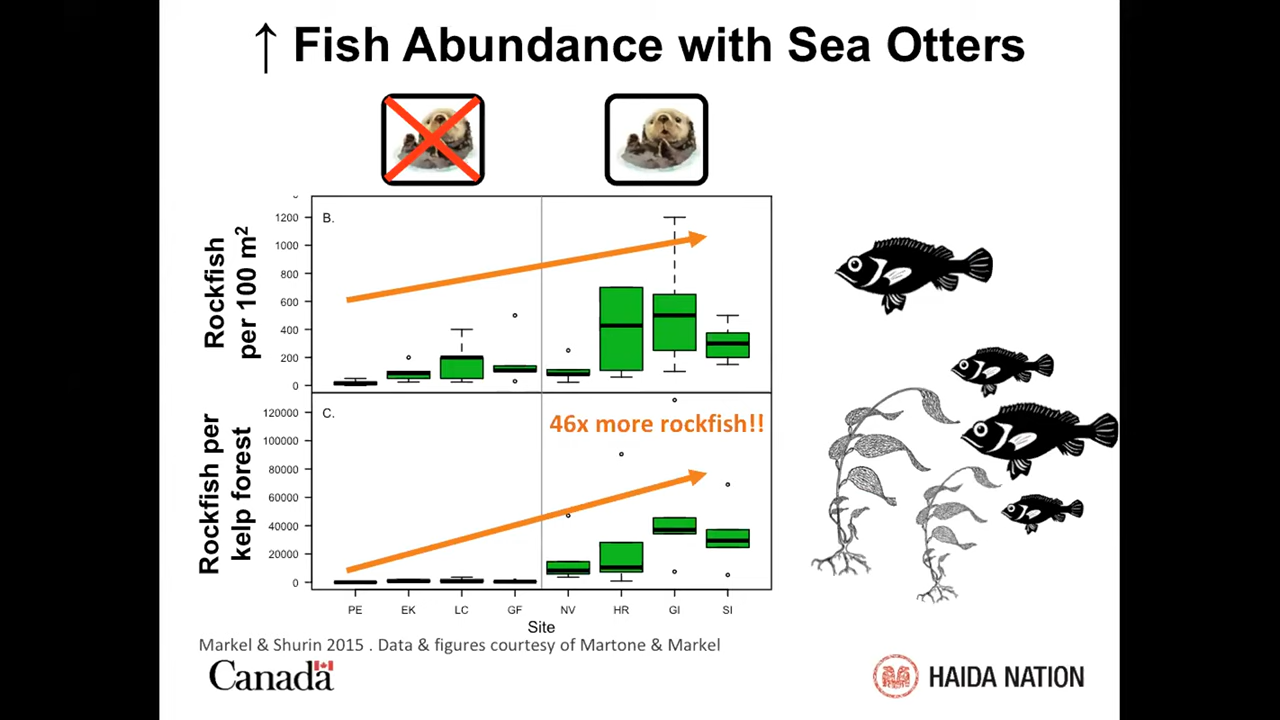 ↑ Fish Abundance with Sea Otters
Rockfish
per 100 m²
B.
1200
1000
800
600
400
200
0
Rockfish per
kelp forest
C.
46x more rockfish!!
120000
100000
80000
60000
40000
20000
0
PE EK LC GF NV HR GI SI
Site
Markel & Shurin 2015 . Data & figures courtesy of Martone & Markel
Canada
HAIDA NATION